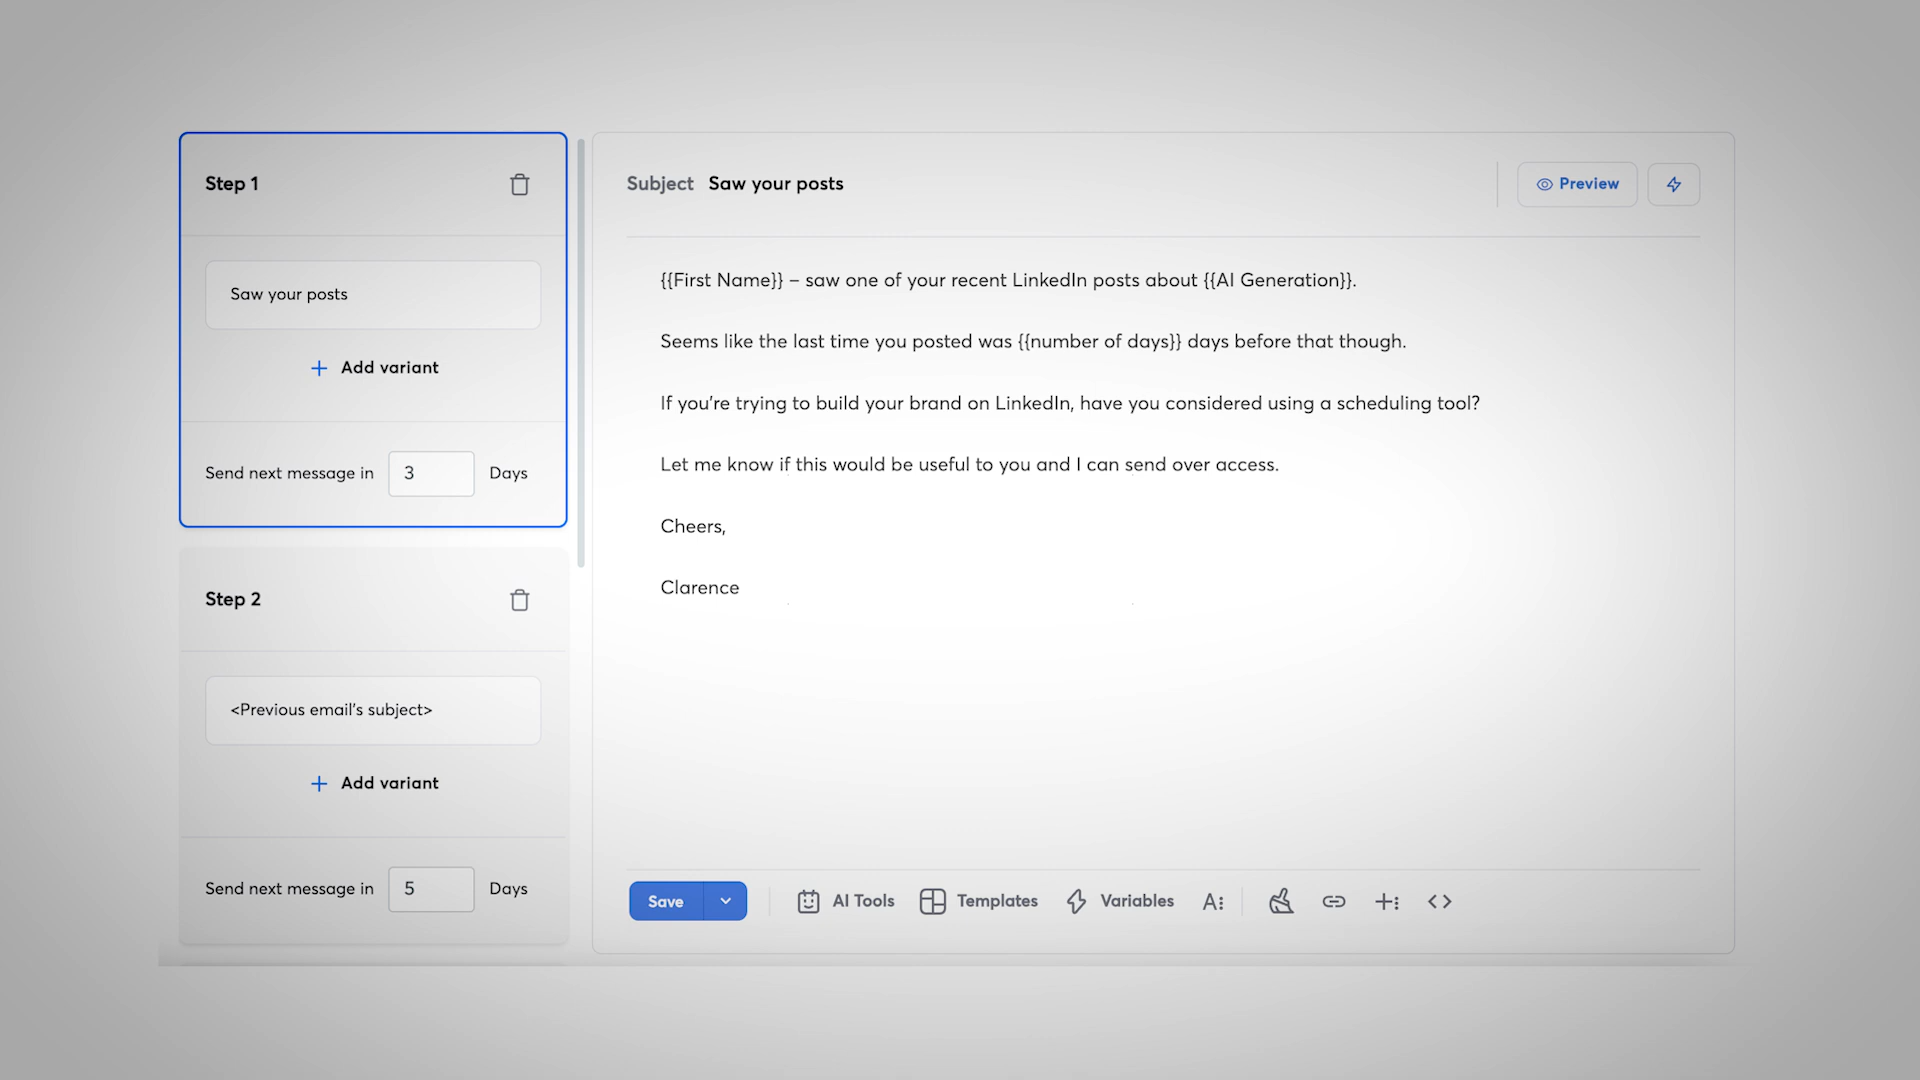 Step 1
Saw your posts
Add variant
Send next message in 3 Days
Step 2
<Previous email's subject>
Add variant
Send next message in 5 Days
Subject Saw your posts
Preview
{{First Name}} – saw one of your recent LinkedIn posts about {{AI Generation}}.
Seems like the last time you posted was {{number of days}} days before that though.
If you're trying to build your brand on LinkedIn, have you considered using a scheduling tool?
Let me know if this would be useful to you and I can send over access.
Cheers,
Clarence
Save AI Tools Templates Variables A